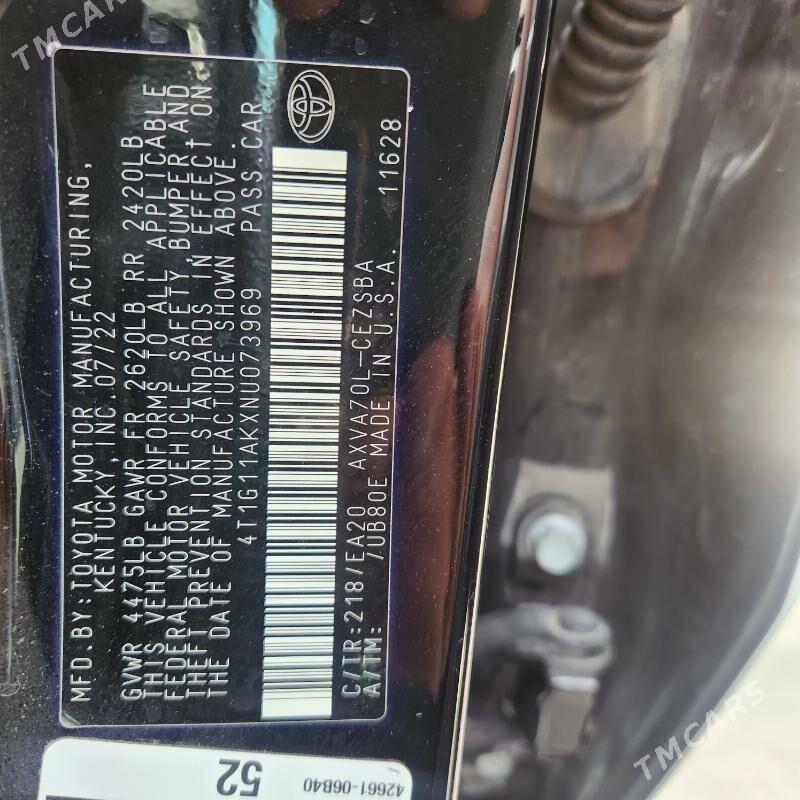 MFD.BY:TOYOTA MOTOR MANUFACTURING,
KENTUCKY, INC.07/22
GVWR 4475LB GAWR FR 2620LB RR 2420LB
THIS VEHICLE CONFORMS TO ALL APPLICABLE
FEDERAL MOTOR VEHICLE SAFETY, BUMPER, AND
THEFT PREVENTION STANDARDS IN EFFECT ON
THE DATE OF MANUFACTURE SHOWN ABOVE.
4T1G11AKXNU073969 PASS.CAR
C/TR:218/EA20 AXVA70L-CEZSBA
A/TM: /UB80E MADE IN U.S.A. 11628
52
42661-06B40
TMCARS
TMCARS